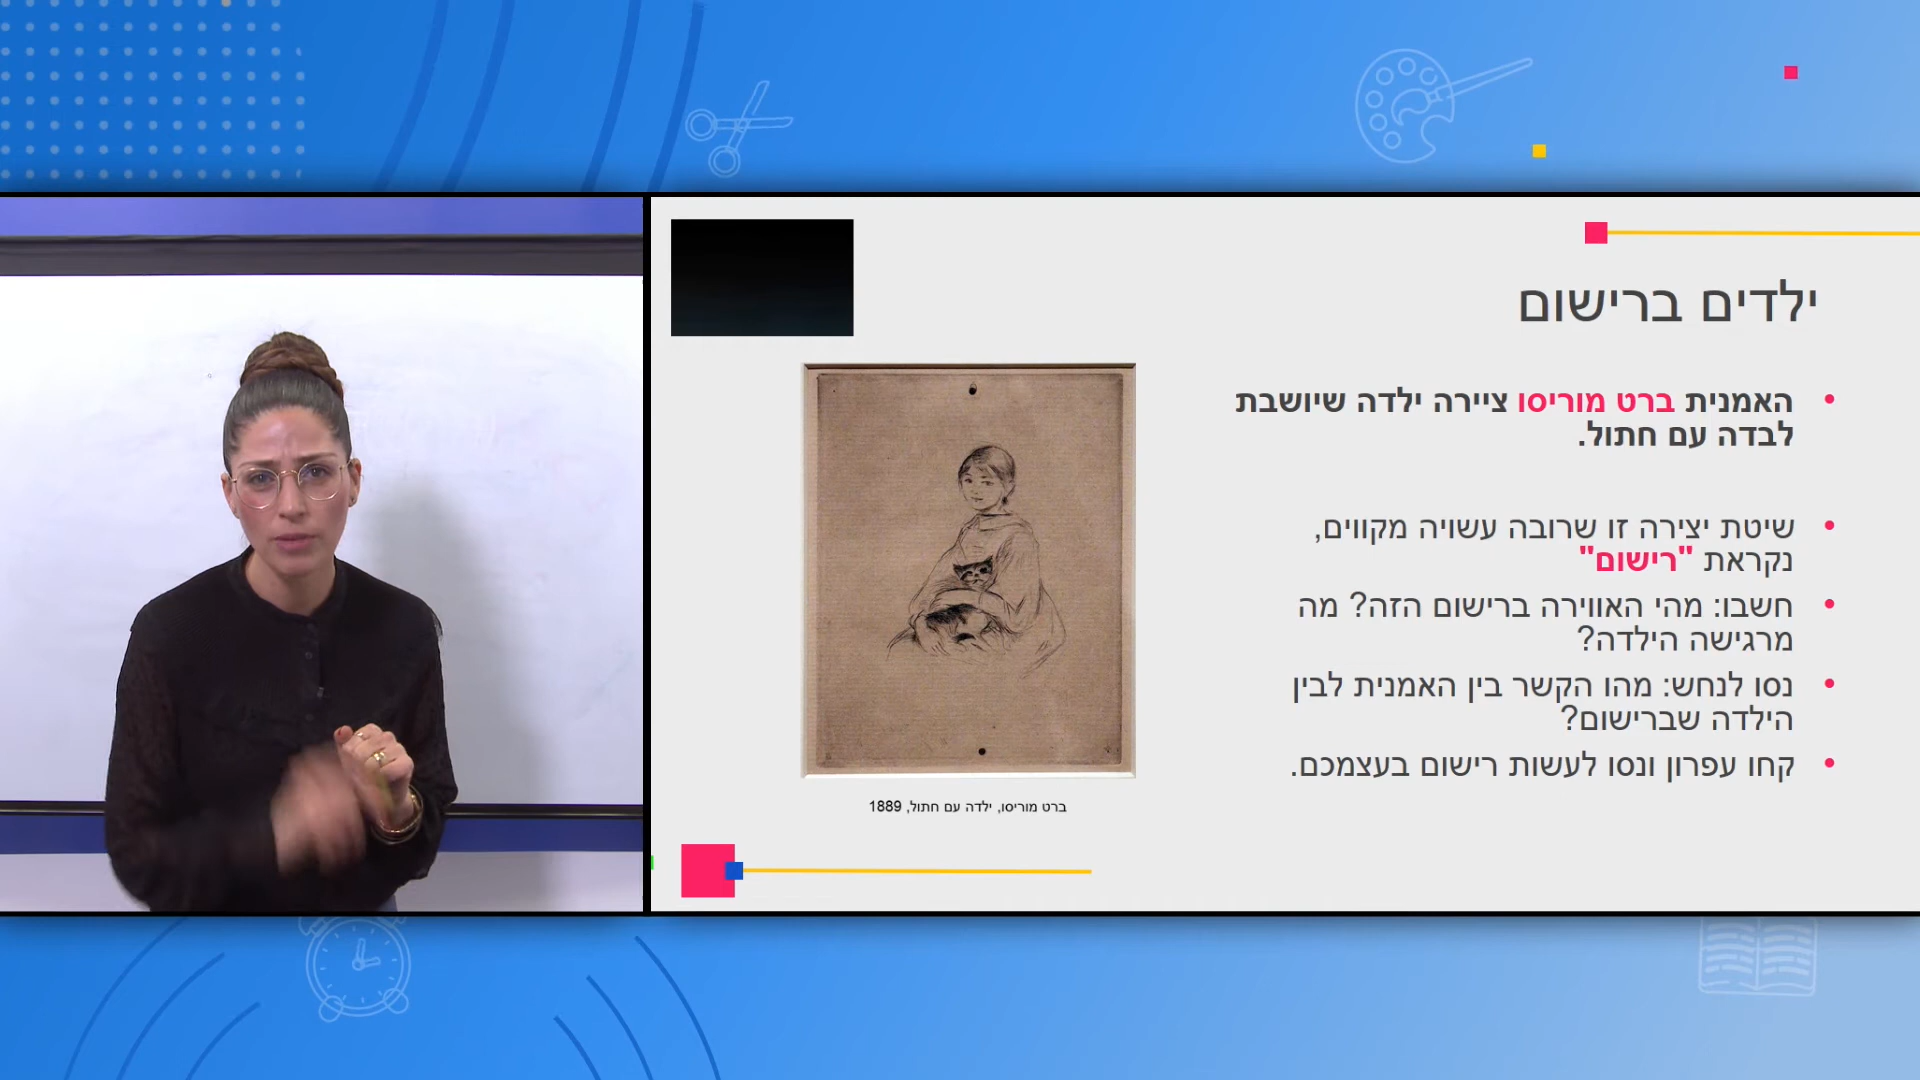 ילדים ברישום
האמנית ברט מוריסו ציירה ילדה שיושבת
לבדה עם חתול.
שיטת יצירה זו שרובה עשויה מקווים,
נקראת "רישום"
חשבו: מהי האווירה ברישום הזה? מה
מרגישה הילדה?
נסו לנחש: מהו הקשר בין האמנית לבין
הילדה שברישום?
קחו עפרון ונסו לעשות רישום בעצמכם.
ברט מוריסו, ילדה עם חתול, 1889